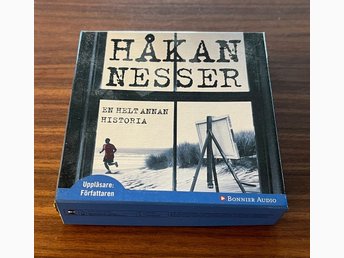 HÅKAN
NESSER
EN HELT ANNAN
HISTORIA
Uppläsare:
Författaren
BONNIER AUDIO